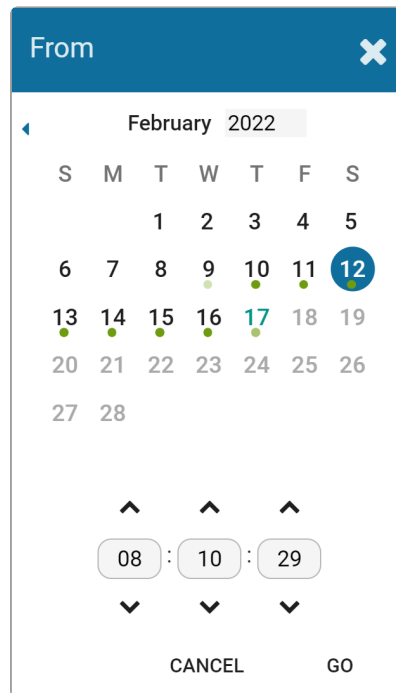 From
February 2022
S M T W T F S
1 2 3 4 5
6 7 8 9 10 11 12
13 14 15 16 17 18 19
20 21 22 23 24 25 26
27 28
08 : 10 : 29
CANCEL GO